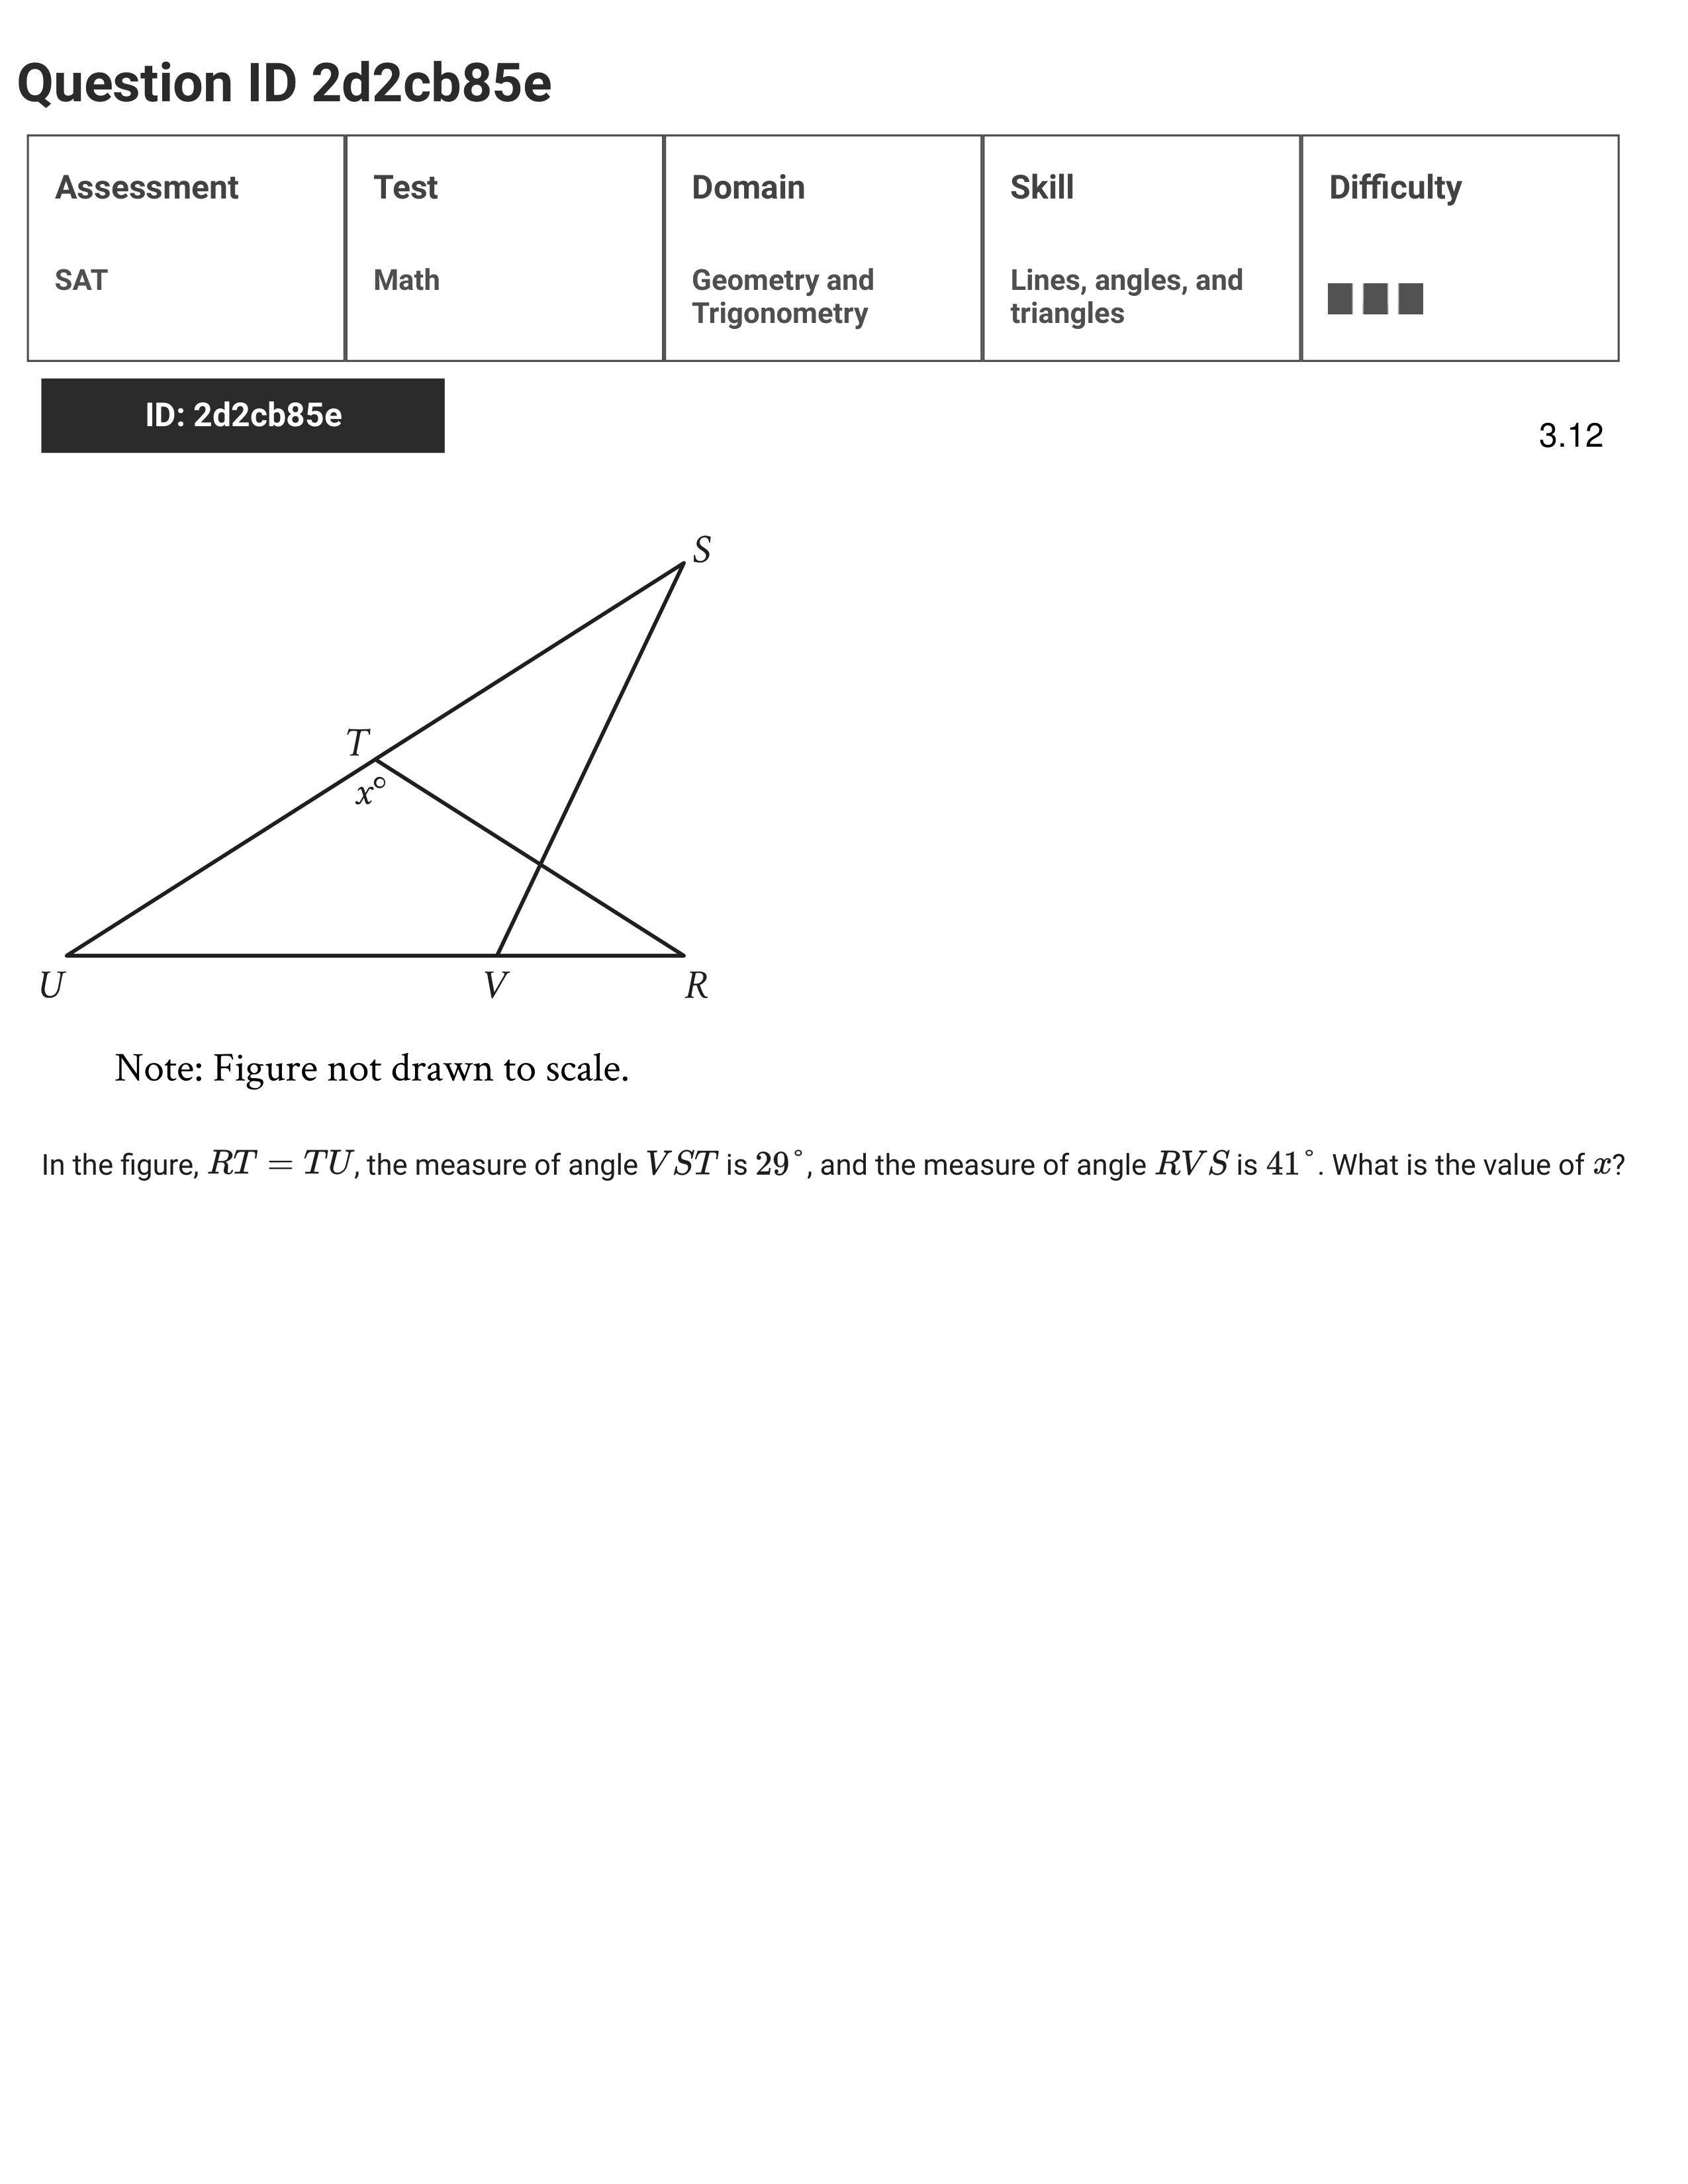 Question ID 2d2cb85e
Assessment Test Domain Skill Difficulty
SAT Math Geometry and Trigonometry Lines, angles, and triangles
ID: 2d2cb85e
3.12
S
T
x°
U V R
Note: Figure not drawn to scale.
In the figure, RT = TU, the measure of angle VST is 29°, and the measure of angle RVS is 41°. What is the value of x?